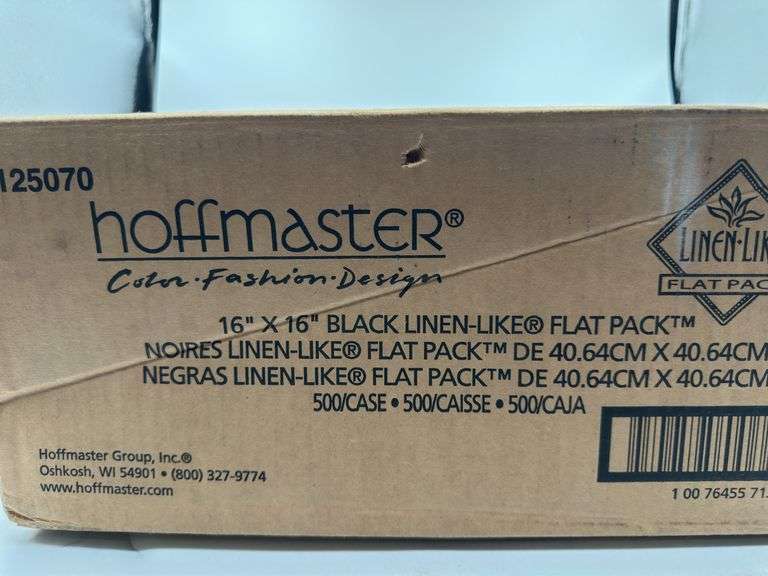 125070
hoffmaster®
Color·Fashion·Design
LINEN·LIK
FLAT PAC
16" X 16" BLACK LINEN-LIKE® FLAT PACK™
NOIRES LINEN-LIKE® FLAT PACK™ DE 40.64CM X 40.64CM
NEGRAS LINEN-LIKE® FLAT PACK™ DE 40.64CM X 40.64CM
500/CASE • 500/CAISSE • 500/CAJA
Hoffmaster Group, Inc.®
Oshkosh, WI 54901 • (800) 327-9774
www.hoffmaster.com
1 00 76455 71